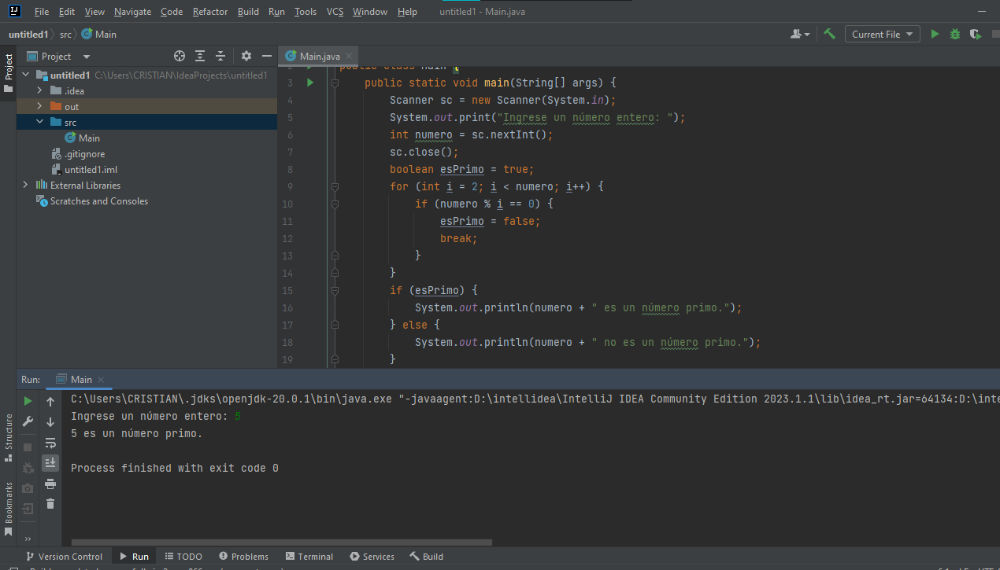 File Edit View Navigate Code Refactor Build Run Tools VCS Window Help untitled1 - Main.java
untitled1 src Main
Current File
Project
Main.java
untitled1 C:\Users\CRISTIAN\IdeaProjects\untitled1
.idea
out
src
Main
.gitignore
untitled1.iml
External Libraries
Scratches and Consoles
Project
2 public class Main {
3 public static void main(String[] args) {
4 Scanner sc = new Scanner(System.in);
5 System.out.print("Ingrese un número entero: ");
6 int numero = sc.nextInt();
7 sc.close();
8 boolean esPrimo = true;
9 for (int i = 2; i < numero; i++) {
10 if (numero % i == 0) {
11 esPrimo = false;
12 break;
13 }
14 }
15 if (esPrimo) {
16 System.out.println(numero + " es un número primo.");
17 } else {
18 System.out.println(numero + " no es un número primo.");
19 }
Run: Main
C:\Users\CRISTIAN\.jdks\openjdk-20.0.1\bin\java.exe "-javaagent:D:\intellidea\IntelliJ IDEA Community Edition 2023.1.1\lib\idea_rt.jar=64134:D:\inte
Ingrese un número entero: 5
5 es un número primo.
Process finished with exit code 0
Structure
Bookmarks
Version Control Run TODO Problems Terminal Services Build